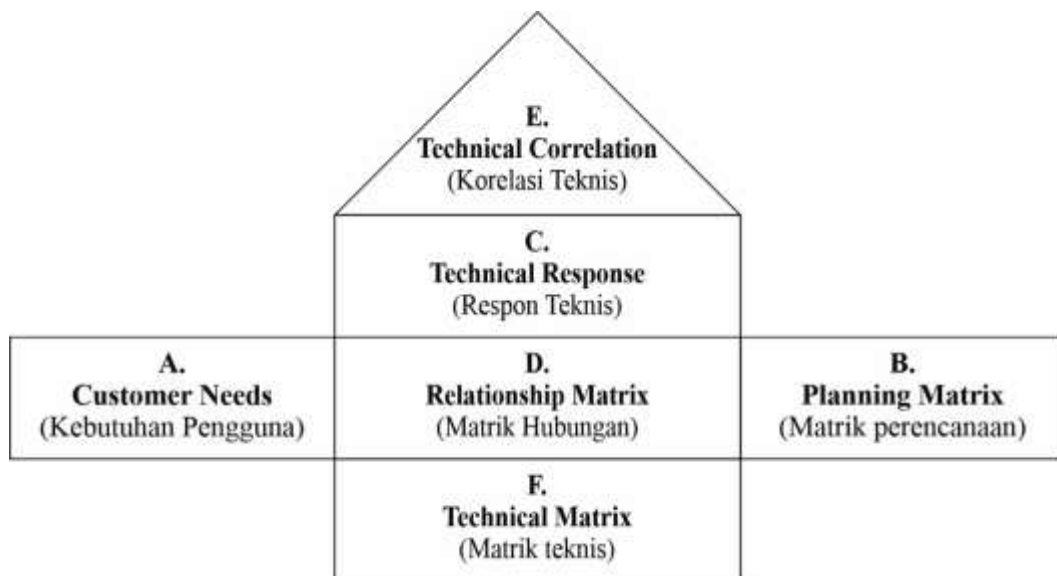 E.
Technical Correlation
(Korelasi Teknis)
C.
Technical Response
(Respon Teknis)
A.
Customer Needs
(Kebutuhan Pengguna)
D.
Relationship Matrix
(Matrik Hubungan)
B.
Planning Matrix
(Matrik perencanaan)
F.
Technical Matrix
(Matrik teknis)